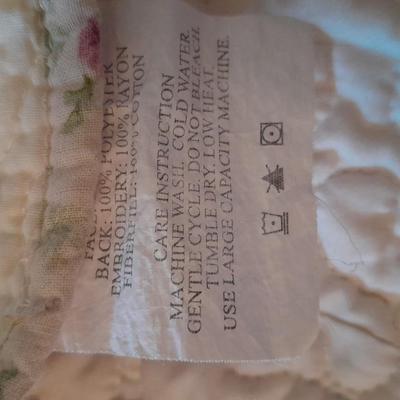 BACK: 100% POLYESTER
EMBROIDERY: 100% RAYON
FIBERFILL: 100% COTTON
CARE INSTRUCTION
MACHINE WASH. COLD WATER.
GENTLE CYCLE. DO NOT BLEACH.
TUMBLE DRY. LOW HEAT.
USE LARGE CAPACITY MACHINE.